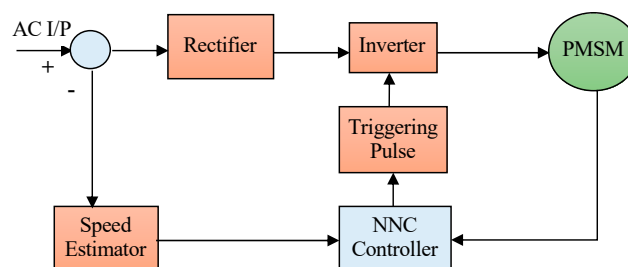 AC I/P
+
-
Rectifier
Inverter
PMSM
Triggering
Pulse
Speed
Estimator
NNC
Controller